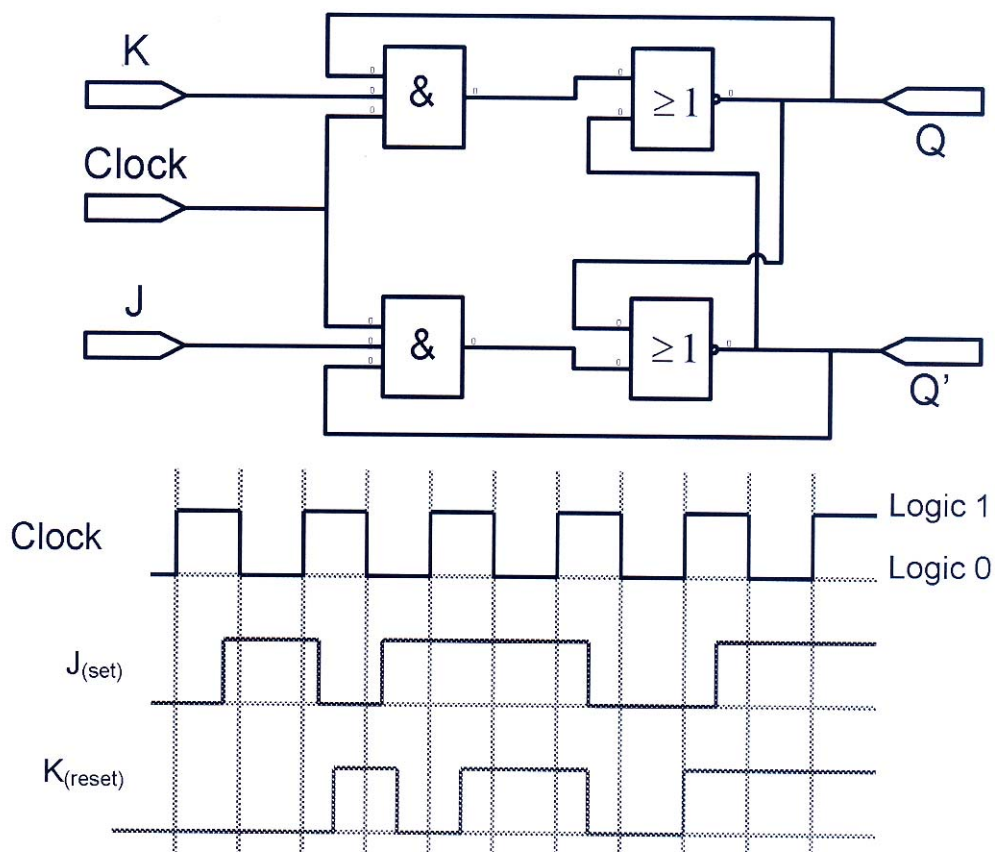 K
&
≥1
Q
Clock
J
&
≥1
Q'
Clock
Logic 1
Logic 0
J(set)
K(reset)